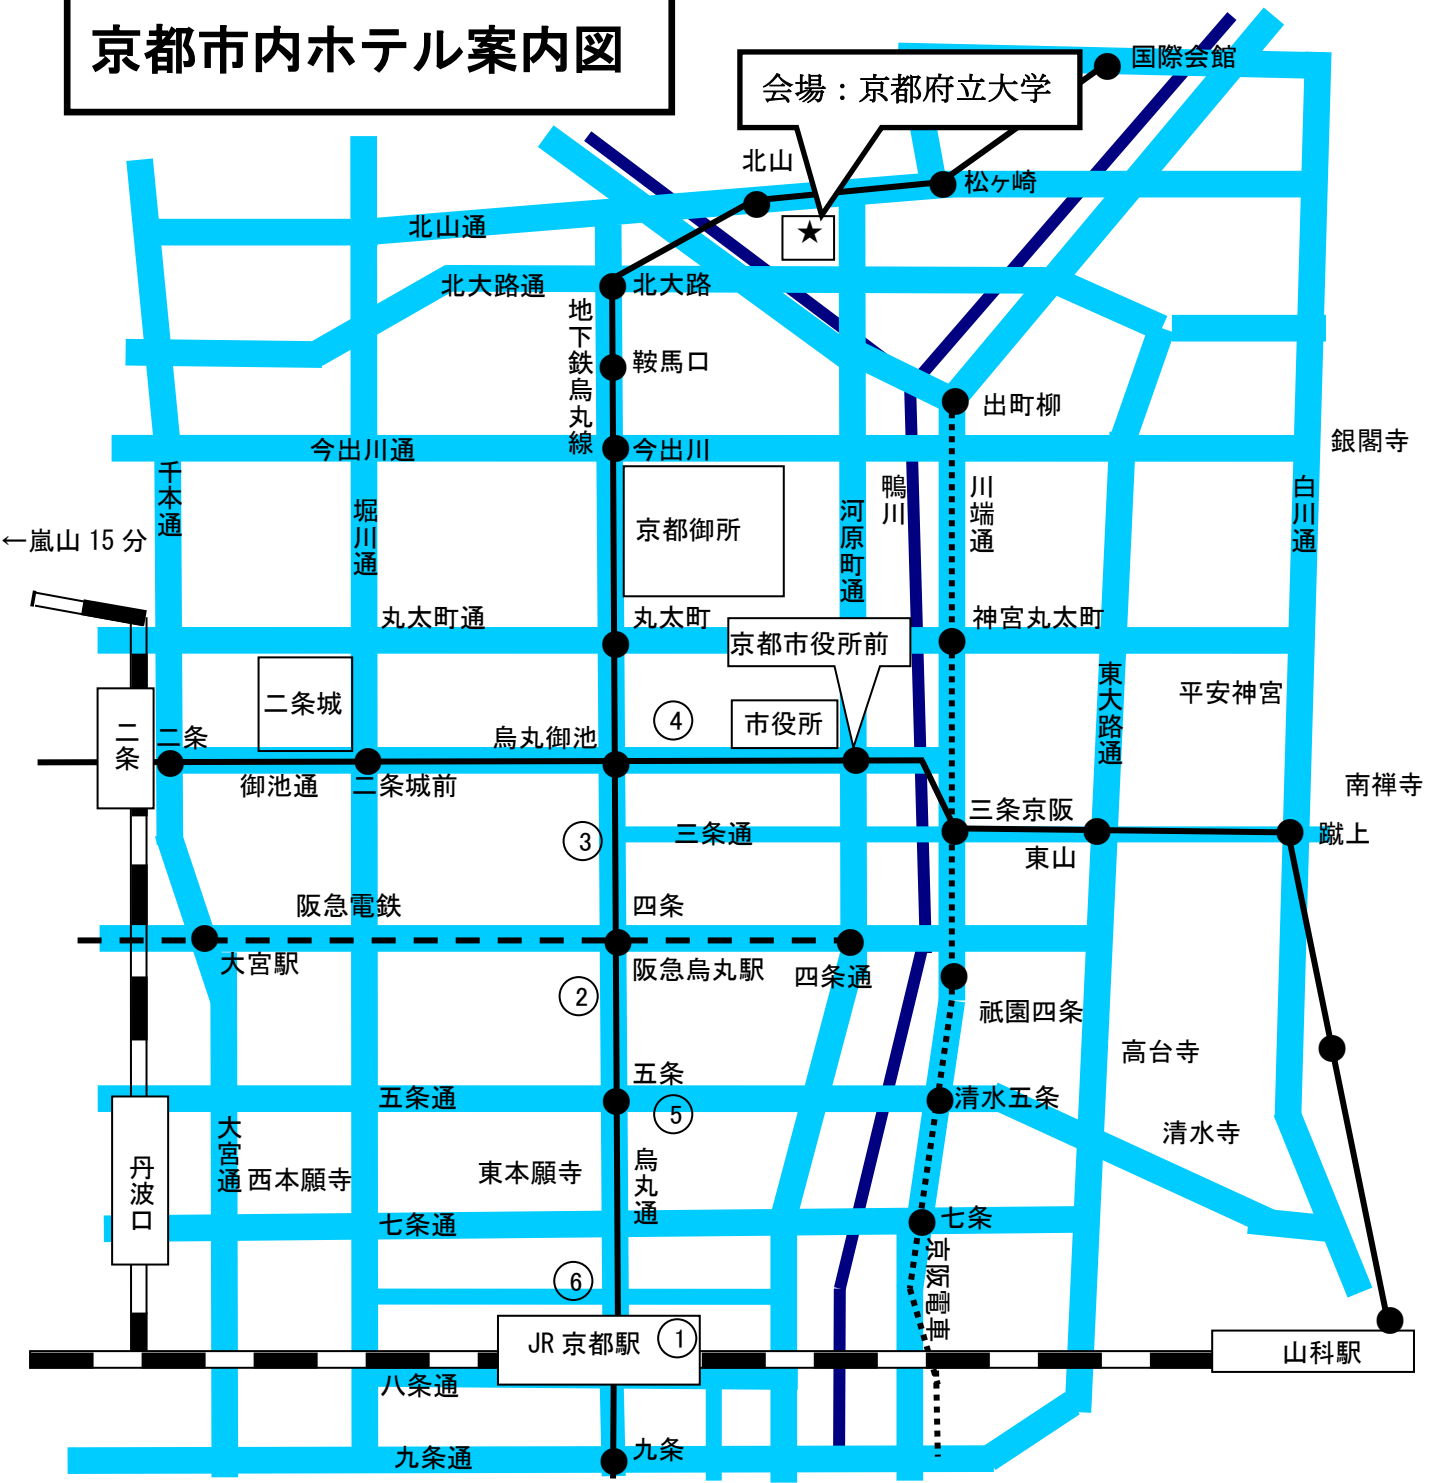 京都市内ホテル案内図
国際会館
会場：京都府立大学
北山
松ヶ崎
★
北山通
北大路通
北大路
地下鉄烏丸線
鞍馬口
出町柳
今出川通
今出川
銀閣寺
千本通
堀川通
京都御所
河原町通
鴨川
川端通
白川通
←嵐山 15 分
丸太町通
丸太町
神宮丸太町
京都市役所前
東大路通
平安神宮
二条城
二条
二条
烏丸御池
④
市役所
御池通
二条城前
南禅寺
三条京阪
③
三条通
東山
蹴上
阪急電鉄
四条
大宮駅
阪急烏丸駅
四条通
②
祇園四条
高台寺
五条
五条通
⑤
清水五条
大宮通
清水寺
丹波口
西本願寺
東本願寺
烏丸通
七条通
七条
京阪電車
⑥
JR 京都駅
①
山科駅
八条通
九条通
九条